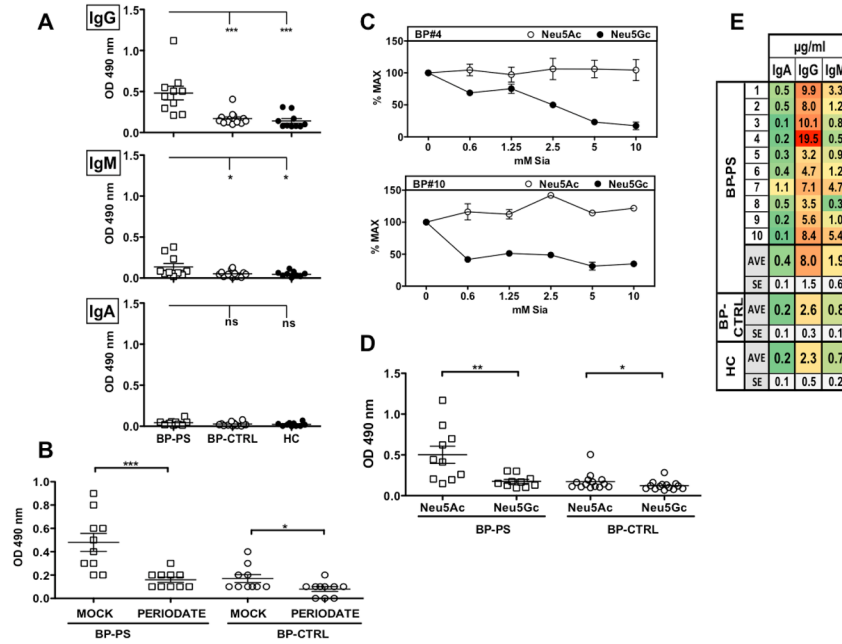 A
IgG
OD 490 nm
1.5
1.0
0.5
0.0
***
***
IgM
OD 490 nm
1.5
1.0
0.5
0.0
*
*
IgA
OD 490 nm
1.5
1.0
0.5
0.0
ns
ns
BP-PS BP-CTRL HC
B
OD 490 nm
1.0
0.8
0.6
0.4
0.2
0.0
***
*
MOCK PERIODATE MOCK PERIODATE
BP-PS BP-CTRL
C
BP#4 Neu5Ac Neu5Gc
% MAX
150
100
50
0
0 0.6 1.25 2.5 5 10
mM Sia
BP#10 Neu5Ac Neu5Gc
% MAX
150
100
50
0
0 0.6 1.25 2.5 5 10
mM Sia
D
OD 490 nm
1.5
1.0
0.5
0.0
**
*
Neu5Ac Neu5Gc Neu5Ac Neu5Gc
BP-PS BP-CTRL
E
µg/ml
IgA IgG IgM
BP-PS
1 0.5 9.9 3.3
2 0.5 8.0 1.2
3 0.1 10.1 0.8
4 0.2 19.5 0.5
5 0.3 3.2 0.9
6 0.4 4.7 1.2
7 1.1 7.1 4.7
8 0.5 3.5 0.3
9 0.2 5.6 1.0
10 0.1 8.4 5.4
AVE 0.4 8.0 1.9
SE 0.1 1.5 0.6
BP-
CTRL
AVE 0.2 2.6 0.8
SE 0.1 0.3 0.1
HC
AVE 0.2 2.3 0.7
SE 0.1 0.5 0.2